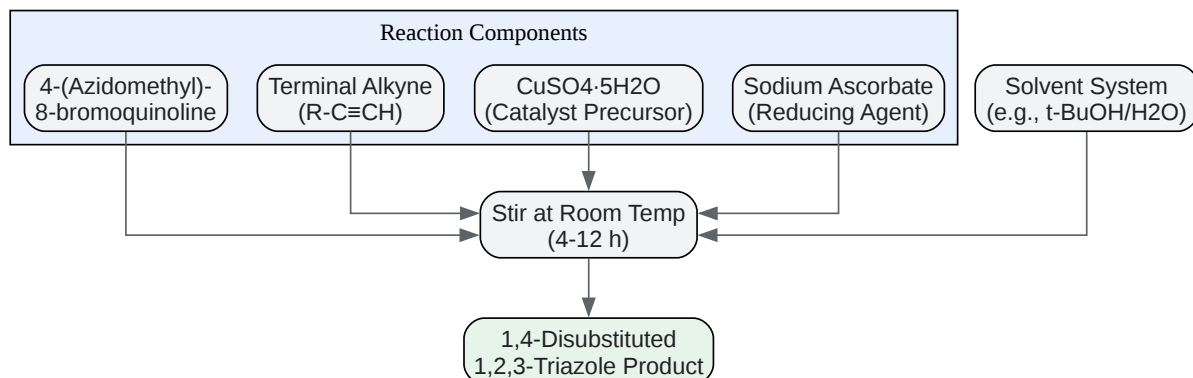 Reaction Components
4-(Azidomethyl)-
8-bromoquinoline
Terminal Alkyne
(R-C≡CH)
CuSO4·5H2O
(Catalyst Precursor)
Sodium Ascorbate
(Reducing Agent)
Solvent System
(e.g., t-BuOH/H2O)
Stir at Room Temp
(4-12 h)
1,4-Disubstituted
1,2,3-Triazole Product